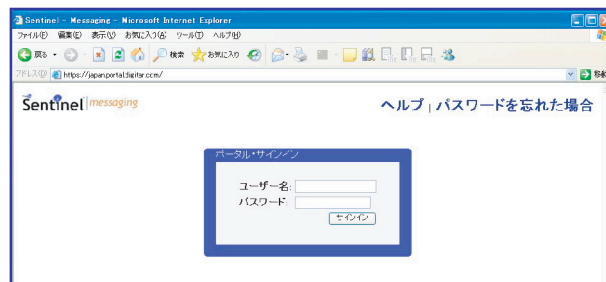 Sentinel - Messaging - Microsoft Internet Explorer
ファイル(F) 編集(E) 表示(V) お気に入り(A) ツール(T) ヘルプ(H)
戻る 検索 お気に入り
アドレス(D) https://japan.portal.digitar.com/ 移動
Sentinel messaging ヘルプ | パスワードを忘れた場合
ポータル・サインイン
ユーザー名:
パスワード:
サインイン